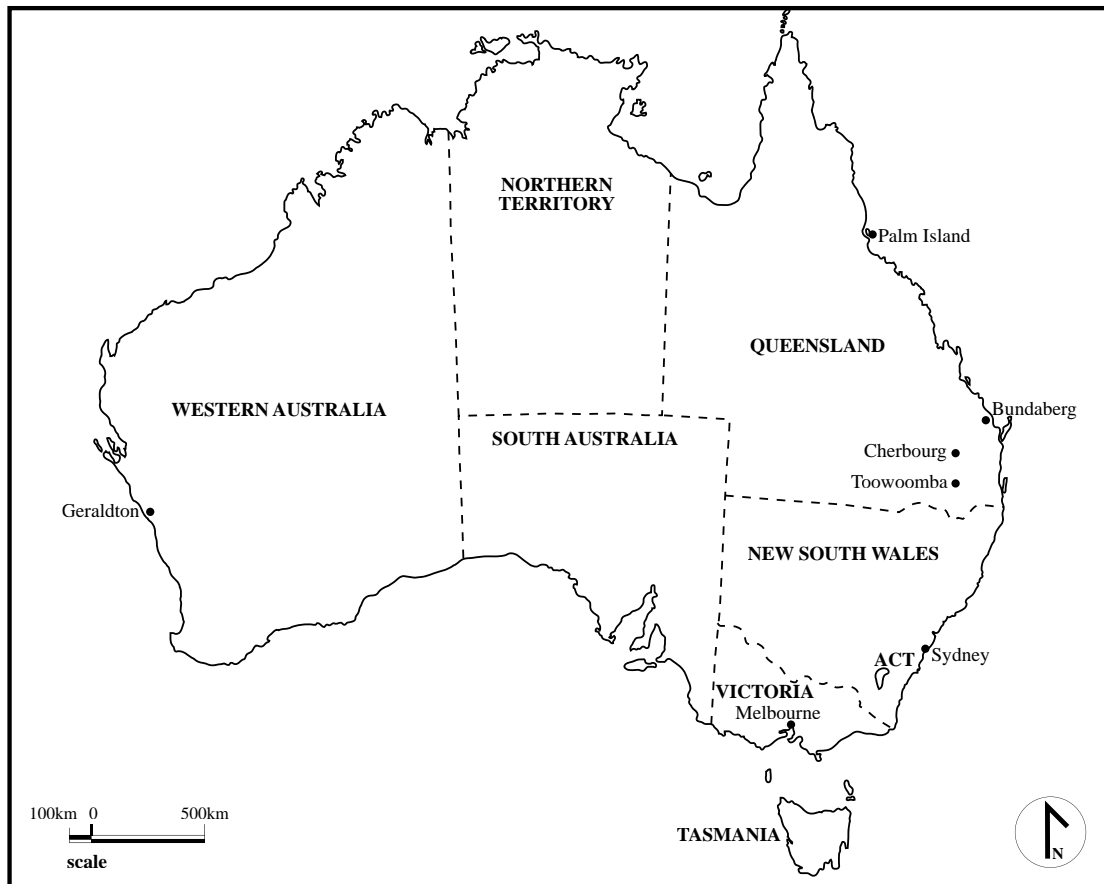 NORTHERN
TERRITORY
Palm Island
QUEENSLAND
WESTERN AUSTRALIA
Bundaberg
SOUTH AUSTRALIA
Cherbourg
Toowoomba
Geraldton
NEW SOUTH WALES
ACT
Sydney
VICTORIA
Melbourne
100km 0 500km
scale
TASMANIA
N